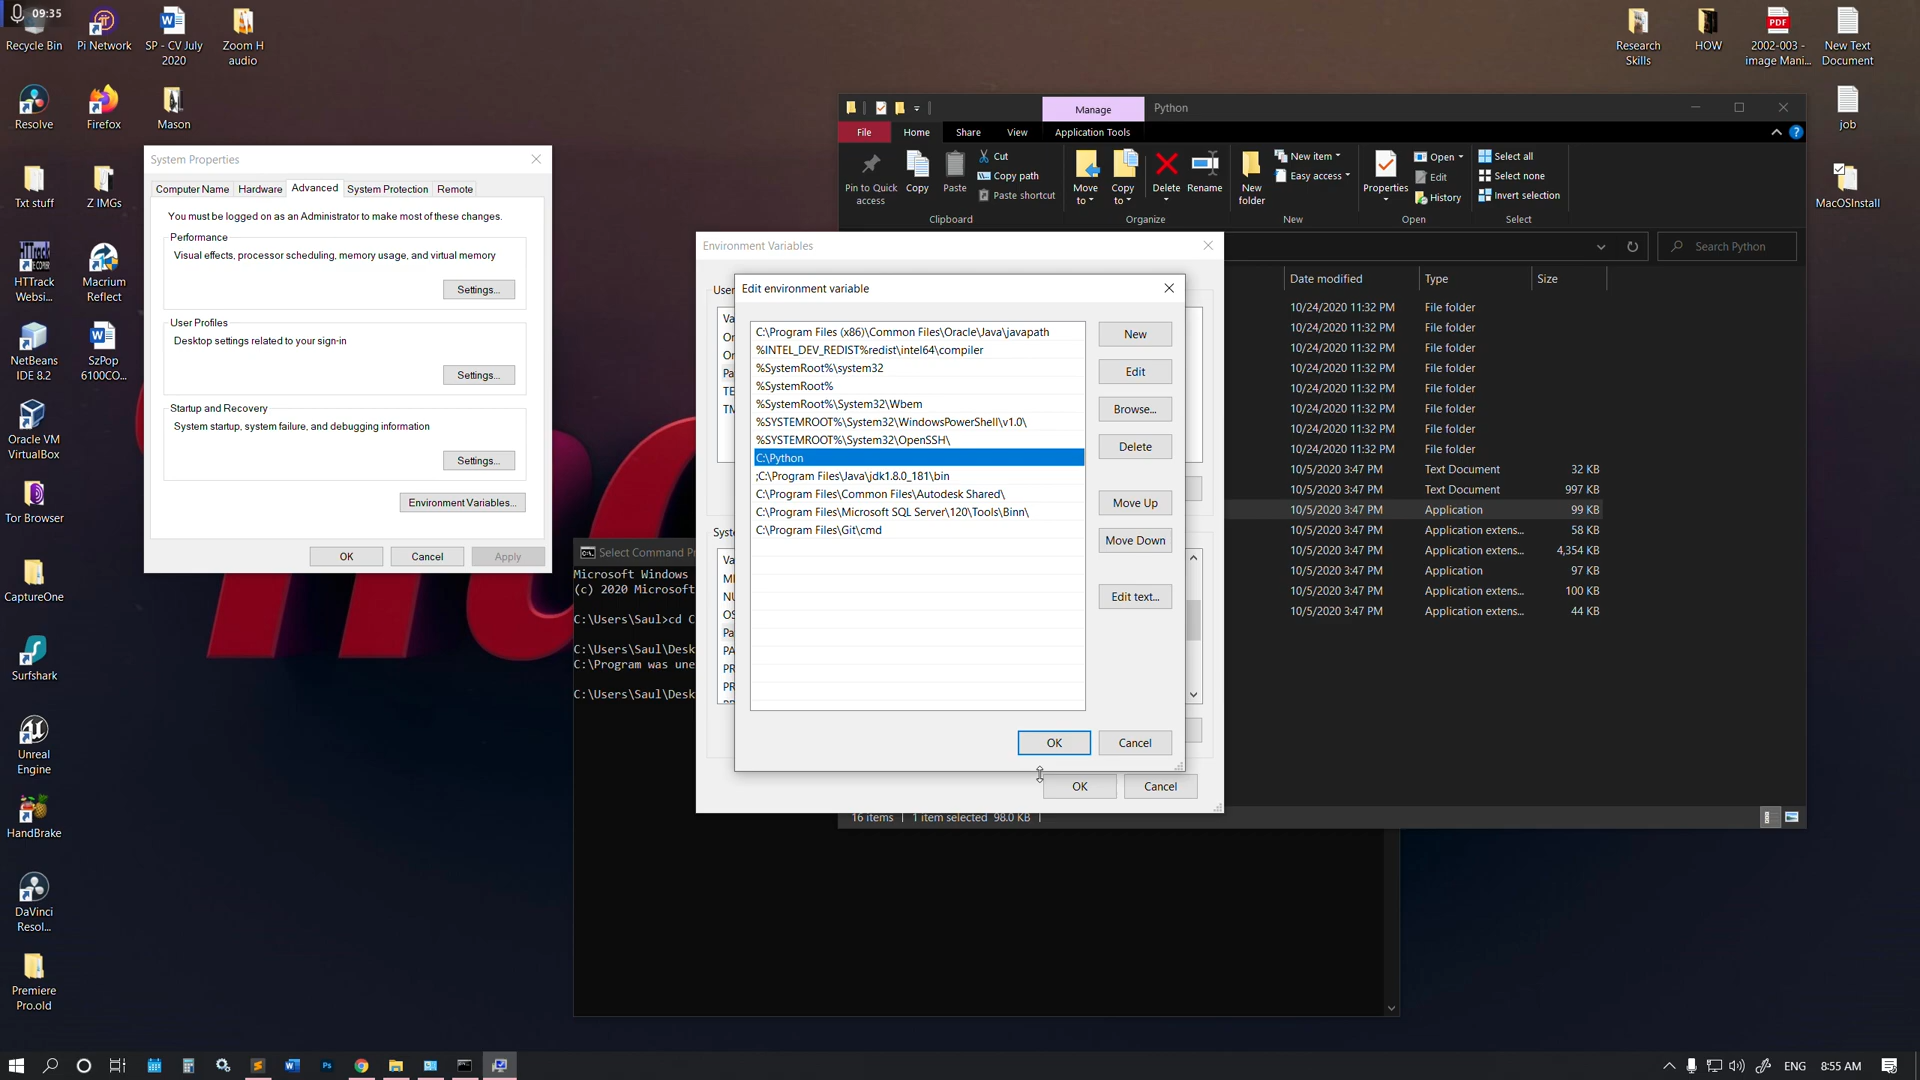 09:35
Recycle Bin
Pi Network
SP - CV July
2020
Zoom H
audio
Resolve
Firefox
Mason
Txt stuff
Z IMGs
HTTrack
Websi...
Macrium
Reflect
NetBeans
IDE 8.2
SzPop
6100CO...
Oracle VM
VirtualBox
Tor Browser
CaptureOne
Surfshark
Unreal
Engine
HandBrake
DaVinci
Resol...
Premiere
Pro.old
Research
Skills
HOW
PDF
2002-003 -
image Mani...
New Text
Document
job
MacOSInstall
System Properties
Computer Name
Hardware
Advanced
System Protection
Remote
You must be logged on as an Administrator to make most of these changes.
Performance
Visual effects, processor scheduling, memory usage, and virtual memory
Settings...
User Profiles
Desktop settings related to your sign-in
Settings...
Startup and Recovery
System startup, system failure, and debugging information
Settings...
Environment Variables...
OK
Cancel
Apply
Manage
Python
File
Home
Share
View
Application Tools
Pin to Quick
access
Copy
Paste
Cut
Copy path
Paste shortcut
Clipboard
Move
to
Copy
to
Delete
Rename
Organize
New
folder
New item
Easy access
New
Properties
Open
Edit
History
Open
Select all
Select none
Invert selection
Select
Search Python
Date modified Type Size
10/24/2020 11:32 PM File folder
10/24/2020 11:32 PM File folder
10/24/2020 11:32 PM File folder
10/24/2020 11:32 PM File folder
10/24/2020 11:32 PM File folder
10/24/2020 11:32 PM File folder
10/24/2020 11:32 PM File folder
10/24/2020 11:32 PM File folder
10/5/2020 3:47 PM Text Document 32 KB
10/5/2020 3:47 PM Text Document 997 KB
10/5/2020 3:47 PM Application 99 KB
10/5/2020 3:47 PM Application extens... 58 KB
10/5/2020 3:47 PM Application extens... 4,354 KB
10/5/2020 3:47 PM Application 97 KB
10/5/2020 3:47 PM Application extens... 100 KB
10/5/2020 3:47 PM Application extens... 44 KB
16 items
1 item selected 98.0 KB
Environment Variables
User
Va
Or
Or
Pa
TE
TM
Syste
Va
NU
OS
Pa
PA
PR
PR
OK
Cancel
Edit environment variable
C:\Program Files (x86)\Common Files\Oracle\Java\javapath
%INTEL_DEV_REDIST%redist\intel64\compiler
%SystemRoot%\system32
%SystemRoot%
%SystemRoot%\System32\Wbem
%SYSTEMROOT%\System32\WindowsPowerShell\v1.0\
%SYSTEMROOT%\System32\OpenSSH\
C:\Python
;C:\Program Files\Java\jdk1.8.0_181\bin
C:\Program Files\Common Files\Autodesk Shared\
C:\Program Files\Microsoft SQL Server\120\Tools\Binn\
C:\Program Files\Git\cmd
New
Edit
Browse...
Delete
Move Up
Move Down
Edit text...
OK
Cancel
Select Command Pr
Microsoft Windows
(c) 2020 Microsoft
C:\Users\Saul>cd C
C:\Users\Saul\Desk
C:\Program was une
C:\Users\Saul\Desk
ENG
8:55 AM